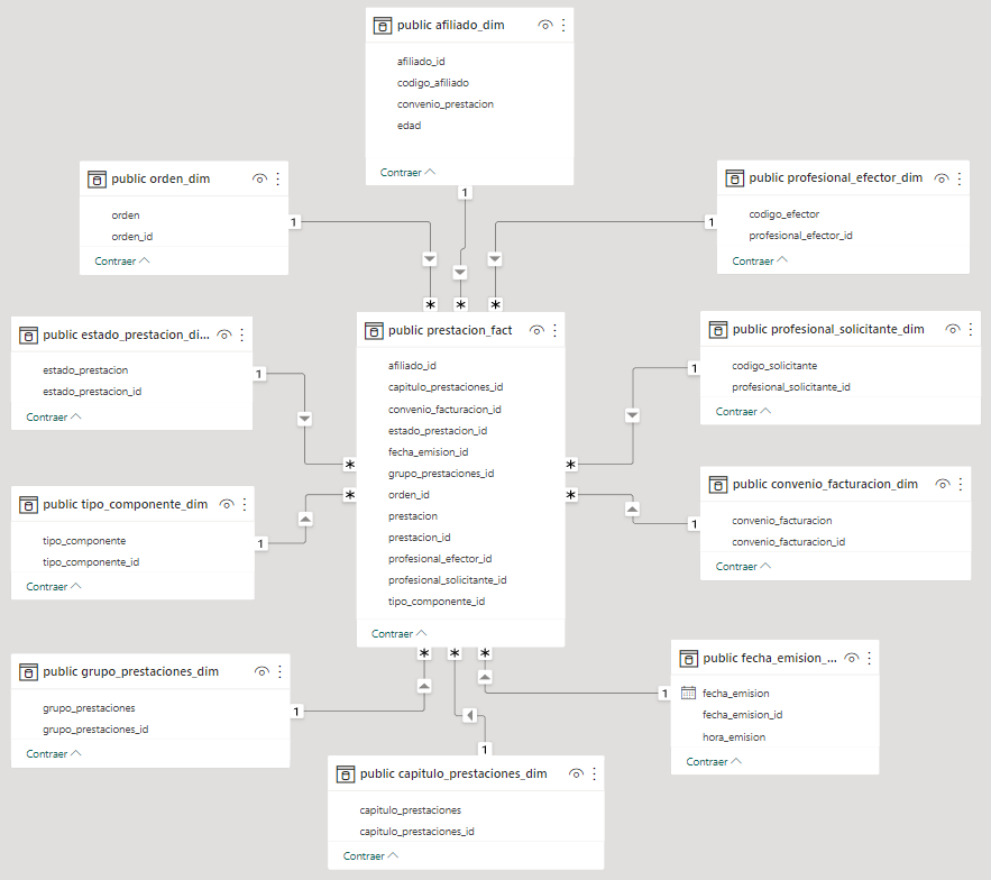 public afiliado_dim
afiliado_id
codigo_afiliado
convenio_prestacion
edad
Contraer
1
public orden_dim
orden
orden_id
Contraer
1
public profesional_efector_dim
codigo_efector
profesional_efector_id
Contraer
1
*
*
*
public estado_prestacion_di...
estado_prestacion
estado_prestacion_id
Contraer
1
*
public prestacion_fact
afiliado_id
capitulo_prestaciones_id
convenio_facturacion_id
estado_prestacion_id
fecha_emision_id
grupo_prestaciones_id
orden_id
prestacion
prestacion_id
profesional_efector_id
profesional_solicitante_id
tipo_componente_id
Contraer
public profesional_solicitante_dim
codigo_solicitante
profesional_solicitante_id
Contraer
1
*
public tipo_componente_dim
tipo_componente
tipo_componente_id
Contraer
1
*
public convenio_facturacion_dim
convenio_facturacion
convenio_facturacion_id
Contraer
1
*
*
*
*
public grupo_prestaciones_dim
grupo_prestaciones
grupo_prestaciones_id
Contraer
1
public fecha_emision_...
fecha_emision
fecha_emision_id
hora_emision
Contraer
1
1
public capitulo_prestaciones_dim
capitulo_prestaciones
capitulo_prestaciones_id
Contraer